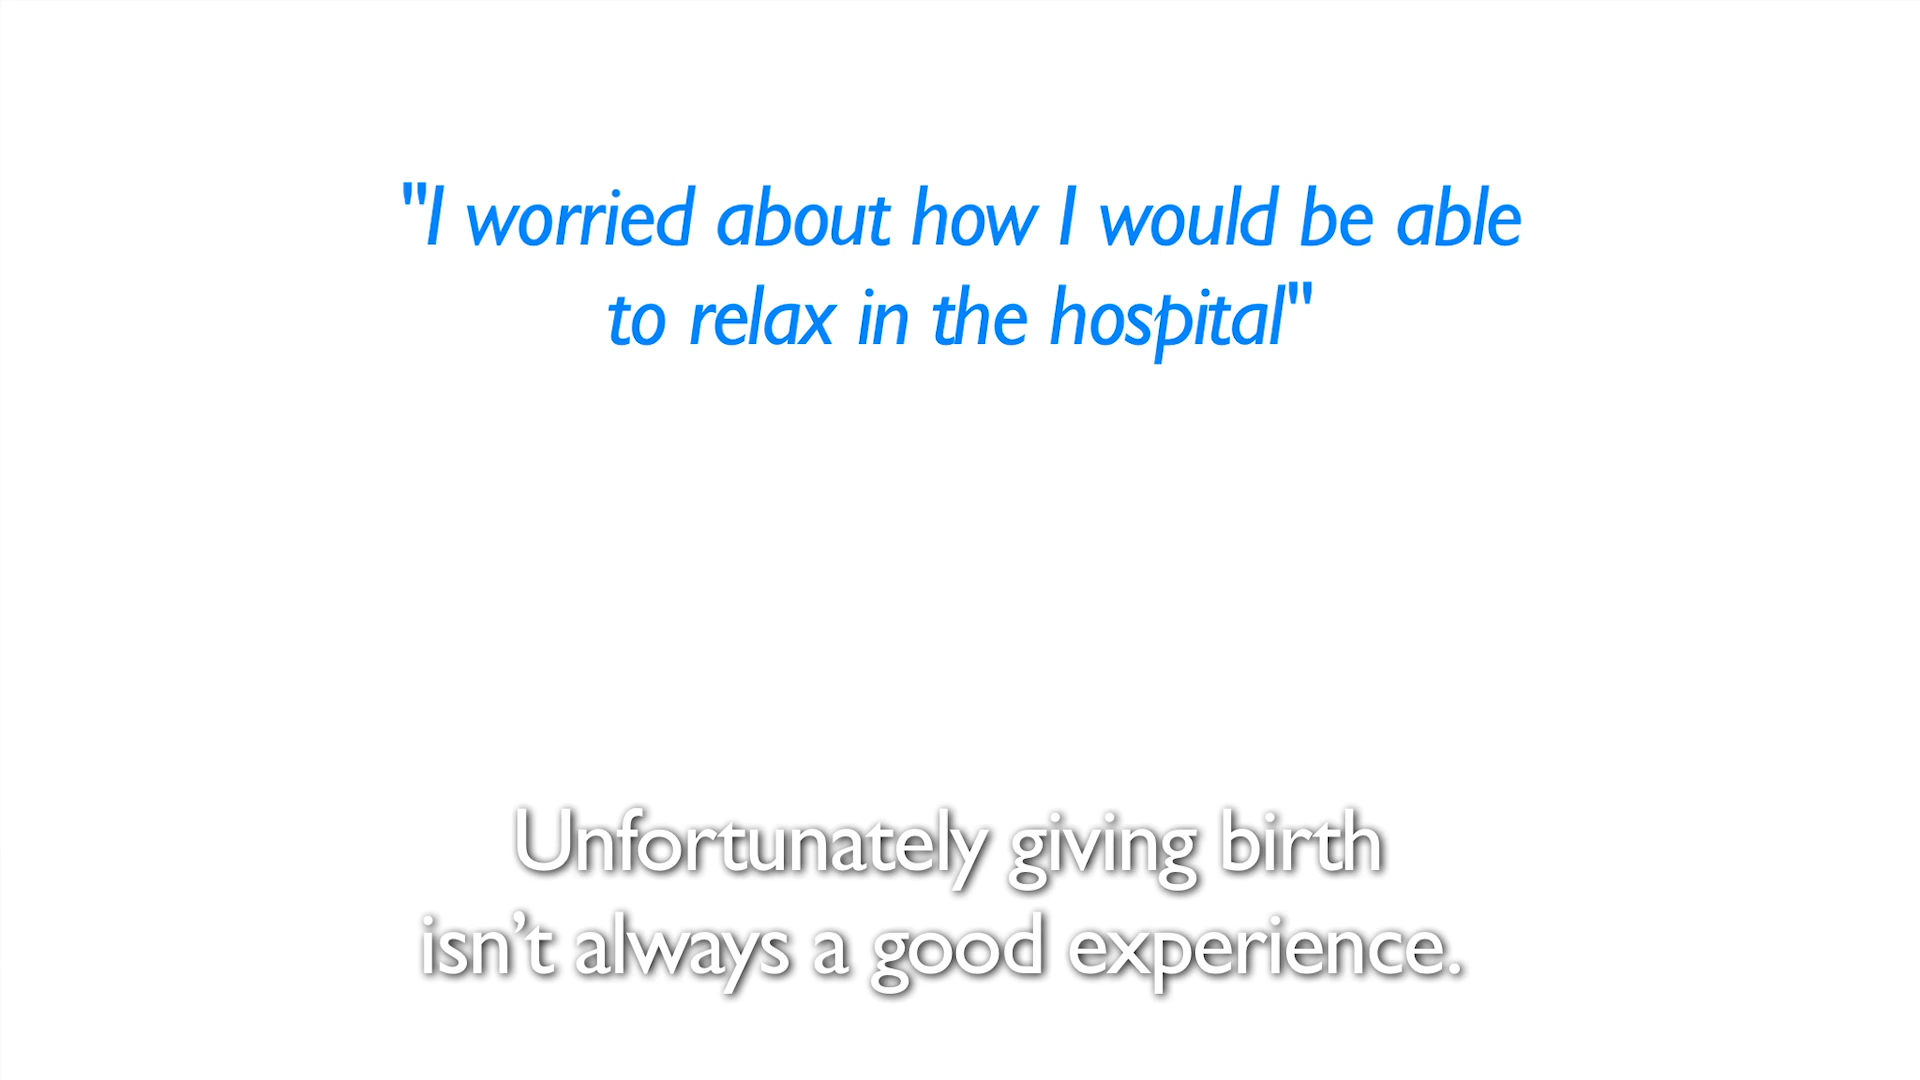 "I worried about how I would be able
to relax in the hospital"
Unfortunately giving birth
isn’t always a good experience.